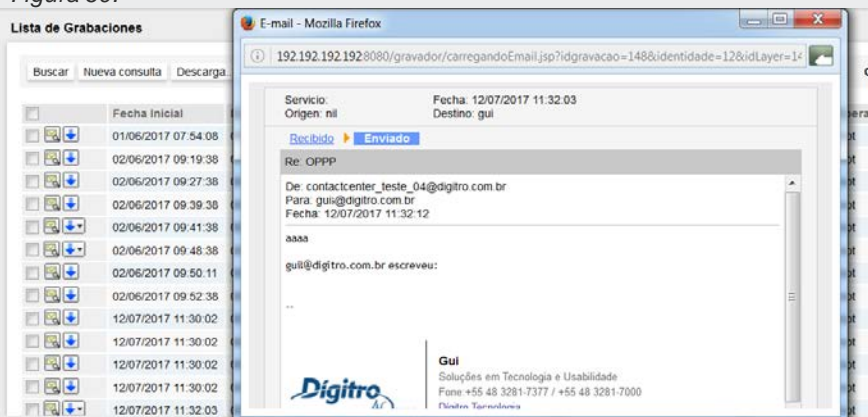 Lista de Grabaciones
Buscar Nueva consulta Descarga
Fecha Inicial
01/06/2017 07:54:08
02/06/2017 09:19:38
02/06/2017 09:27:38
02/06/2017 09:39:38
02/06/2017 09:41:38
02/06/2017 09:48:38
02/06/2017 09:50:11
02/06/2017 09:52:38
12/07/2017 11:30:02
12/07/2017 11:30:02
12/07/2017 11:30:02
12/07/2017 11:30:02
12/07/2017 11:32:03
E-mail - Mozilla Firefox
192.192.192.192:8080/gravador/carregandoEmail.jsp?idgravacao=148&identidade=12&idLayer=14
Servicio: Fecha: 12/07/2017 11:32:03
Origen: nil Destino: gui
Recibido Enviado
Re: OPPP
De: contactcenter_teste_04@digitro.com.br
Para: guii@digitro.com.br
Fecha: 12/07/2017 11:32:12
aaaa
guii@digitro.com.br escreveu:
--
Dígitro
Gui
Soluções em Tecnologia e Usabilidade
Fone +55 48 3281-7377 / +55 48 3281-7000
Dígitro Tecnologia